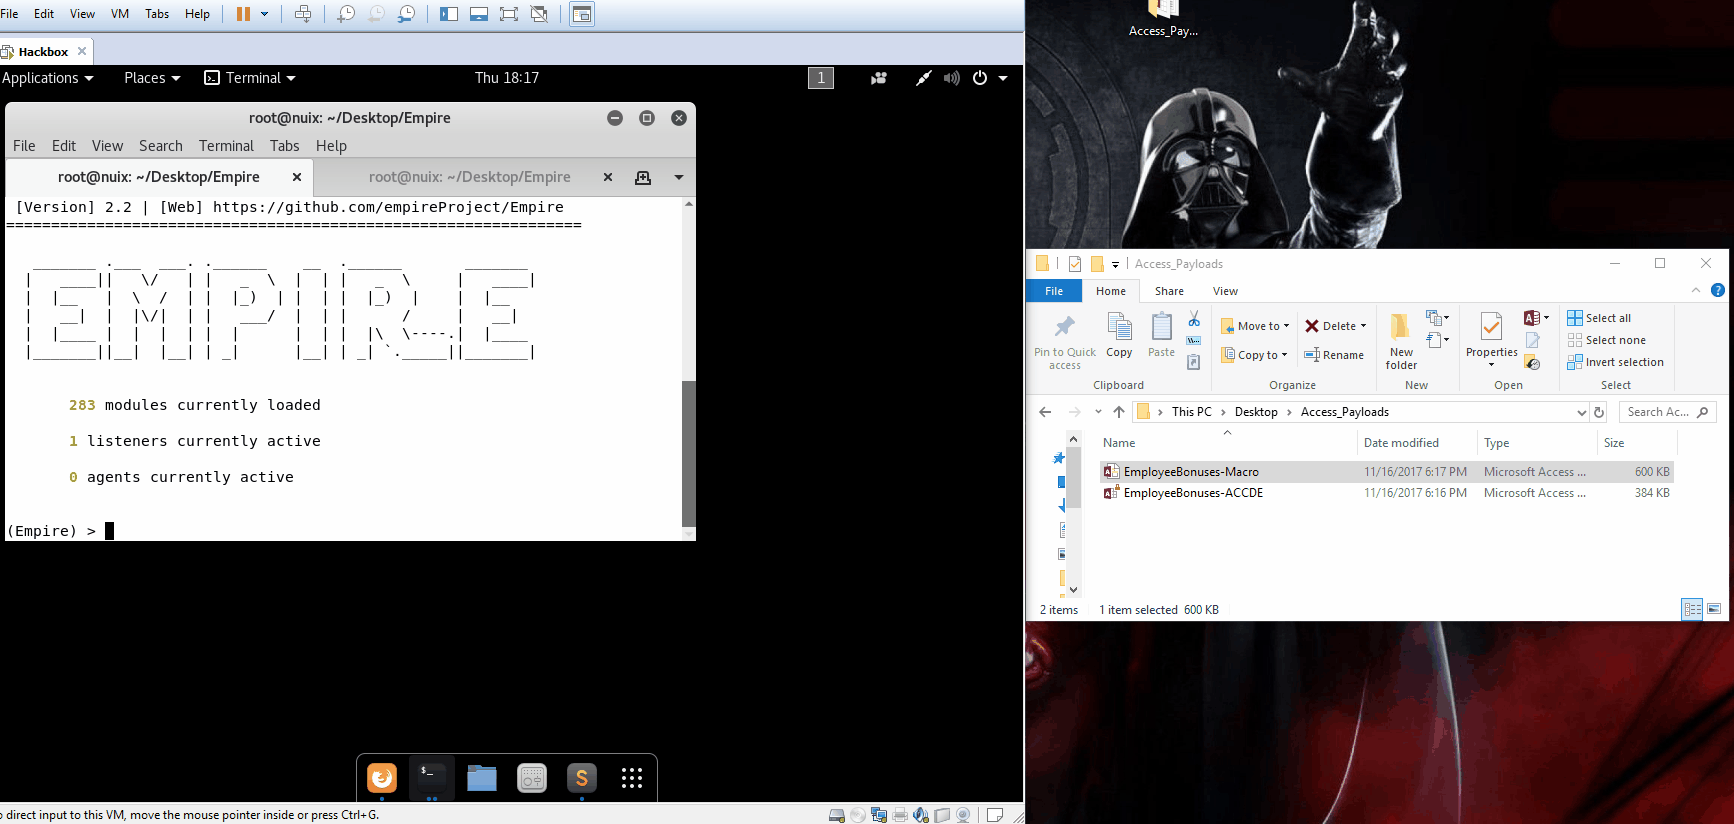 File Edit View VM Tabs Help
Hackbox
Applications Places Terminal Thu 18:17 1
root@nuix: ~/Desktop/Empire
File Edit View Search Terminal Tabs Help
root@nuix: ~/Desktop/Empire root@nuix: ~/Desktop/Empire
[Version] 2.2 | [Web] https://github.com/empireProject/Empire
================================================================
EMPIRE
283 modules currently loaded
1 listeners currently active
0 agents currently active
(Empire) >
o direct input to this VM, move the mouse pointer inside or press Ctrl+G.
Access_Pay...
Access_Payloads
File Home Share View
Pin to Quick access
Copy
Paste
Move to
Copy to
Delete
Rename
New folder
Properties
Select all
Select none
Invert selection
Clipboard Organize New Open Select
This PC > Desktop > Access_Payloads
Search Ac...
Name Date modified Type Size
EmployeeBonuses-Macro 11/16/2017 6:17 PM Microsoft Access ... 600 KB
EmployeeBonuses-ACCDE 11/16/2017 6:16 PM Microsoft Access ... 384 KB
2 items 1 item selected 600 KB